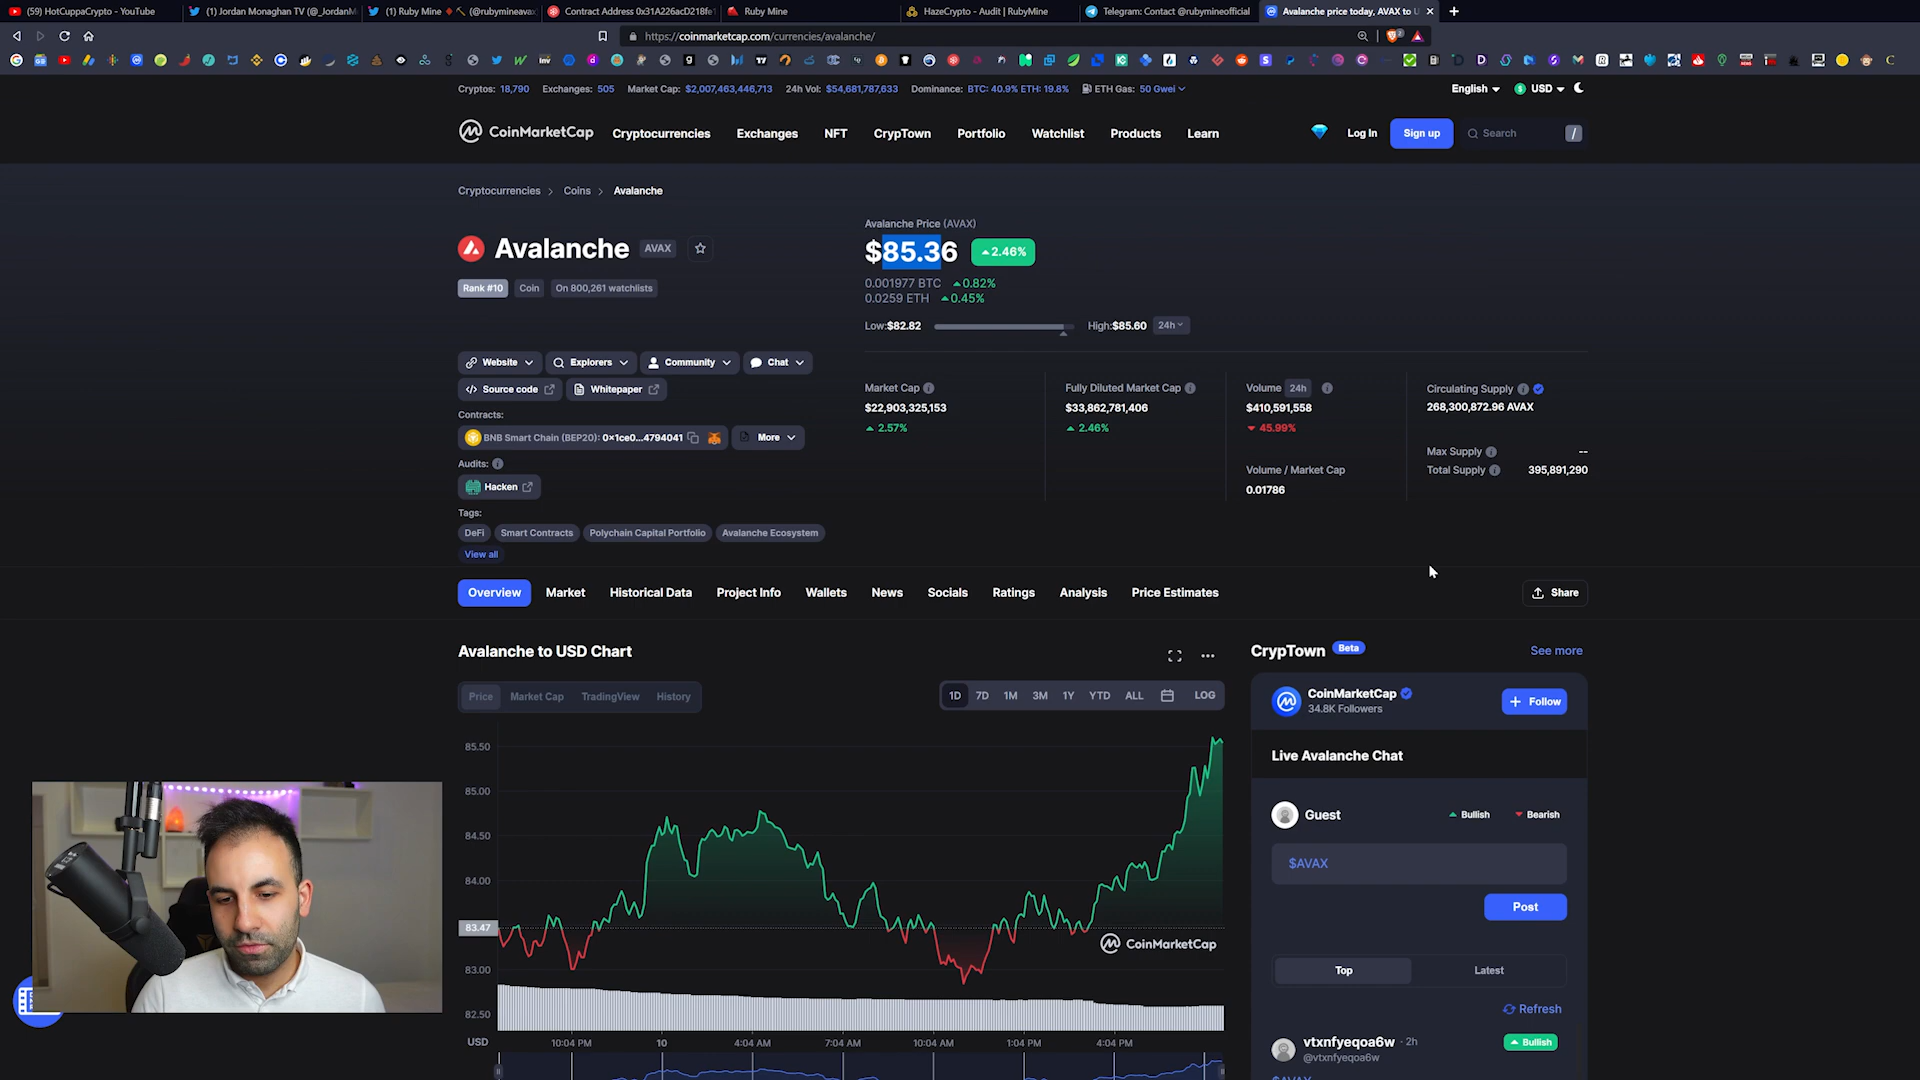 (59) HotCuppaCrypto - YouTube
(1) Jordan Monaghan TV (@_JordanM
(1) Ruby Mine
(@rubymineavax
Contract Address 0x31A226acD218fe1
Ruby Mine
HazeCrypto - Audit | RubyMine
Telegram: Contact @rubymineofficial
Avalanche price today, AVAX to U
https://coinmarketcap.com/currencies/avalanche/
Cryptos: 18,790 Exchanges: 505 Market Cap: $2,007,463,446,713 24h Vol: $54,681,787,633 Dominance: BTC: 40.9% ETH: 19.8% ETH Gas: 50 Gwei
English USD
CoinMarketCap
Cryptocurrencies Exchanges NFT CrypTown Portfolio Watchlist Products Learn
Log In Sign up Search /
Cryptocurrencies > Coins > Avalanche
Avalanche AVAX
Rank #10 Coin On 800,261 watchlists
Avalanche Price (AVAX)
$85.36 2.46%
0.001977 BTC 0.82%
0.0259 ETH 0.45%
Low:$82.82 High:$85.60 24h
Website Explorers Community Chat
Source code Whitepaper
Contracts:
BNB Smart Chain (BEP20): 0x1ce0...4794041 More
Audits:
Hacken
Tags:
DeFi Smart Contracts Polychain Capital Portfolio Avalanche Ecosystem
View all
Market Cap
$22,903,325,153
2.57%
Fully Diluted Market Cap
$33,862,781,406
2.46%
Volume 24h
$410,591,558
45.99%
Volume / Market Cap
0.01786
Circulating Supply
268,300,872.96 AVAX
Max Supply --
Total Supply 395,891,290
Overview Market Historical Data Project Info Wallets News Socials Ratings Analysis Price Estimates
Share
Avalanche to USD Chart
Price Market Cap TradingView History
1D 7D 1M 3M 1Y YTD ALL LOG
85.50
85.00
84.50
84.00
83.47
83.00
82.50
CoinMarketCap
USD 10:04 PM 10 4:04 AM 7:04 AM 10:04 AM 1:04 PM 4:04 PM
CrypTown Beta See more
CoinMarketCap
34.8K Followers
Follow
Live Avalanche Chat
Guest Bullish Bearish
$AVAX
Post
Top Latest
Refresh
vtxnfyeqoa6w · 2h Bullish
@vtxnfyeqoa6w
$AVAX